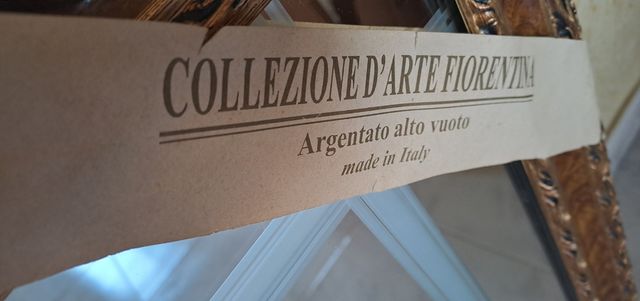 COLLEZIONE D'ARTE FIORENTINA
Argentato alto vuoto
made in Italy